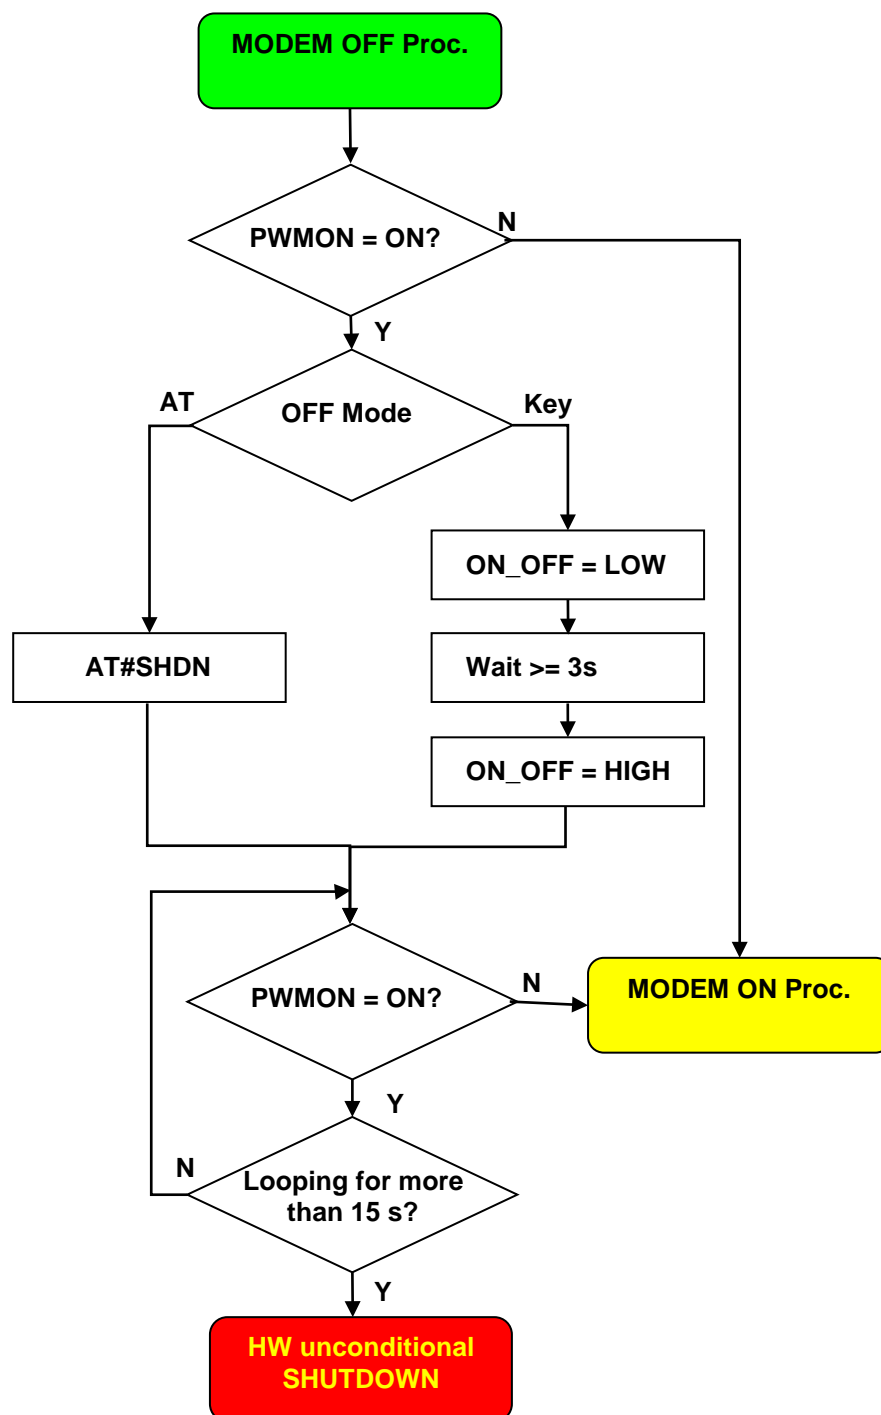 MODEM OFF Proc.
PWMON = ON?
N
Y
OFF Mode
AT
Key
ON_OFF = LOW
AT#SHDN
Wait >= 3s
ON_OFF = HIGH
PWMON = ON?
N
MODEM ON Proc.
Y
N
Looping for more
than 15 s?
Y
HW unconditional
SHUTDOWN